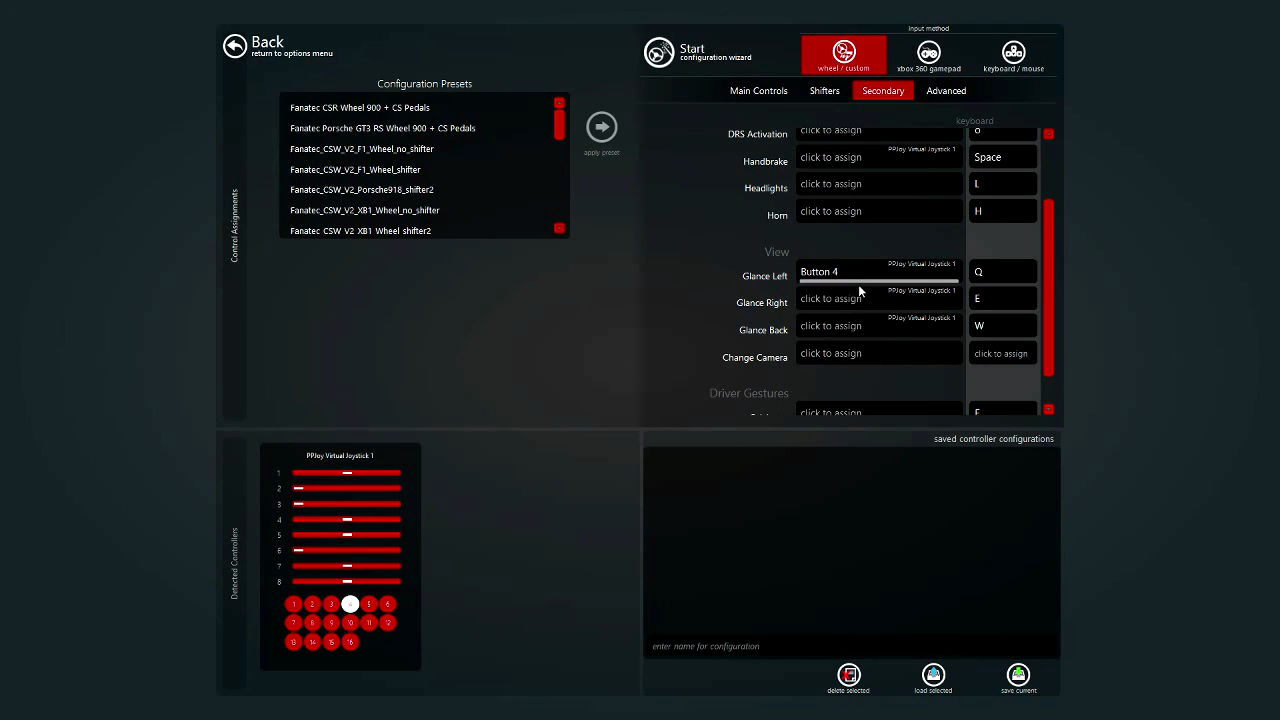 Back
return to options menu
Start
configuration wizard
input method
wheel / custom
xbox 360 gamepad
keyboard / mouse
Configuration Presets
Fanatec CSR Wheel 900 + CS Pedals
Fanatec Porsche GT3 RS Wheel 900 + CS Pedals
Fanatec_CSW_V2_F1_Wheel_no_shifter
Fanatec_CSW_V2_F1_Wheel_shifter
Fanatec_CSW_V2_Porsche918_shifter2
Fanatec_CSW_V2_XB1_Wheel_no_shifter
Fanatec CSW V2 XB1 Wheel shifter2
apply preset
Control Assignments
Main Controls
Shifters
Secondary
Advanced
keyboard
DRS Activation
click to assign
Handbrake
click to assign
PPJoy Virtual Joystick 1
Space
Headlights
click to assign
L
Horn
click to assign
H
View
Glance Left
Button 4
PPJoy Virtual Joystick 1
Q
Glance Right
click to assign
PPJoy Virtual Joystick 1
E
Glance Back
click to assign
PPJoy Virtual Joystick 1
W
Change Camera
click to assign
click to assign
Driver Gestures
click to assign
Detected Controllers
PPJoy Virtual Joystick 1
1
2
3
4
5
6
7
8
1 2 3 4 5 6
7 8 9 10 11 12
13 14 15 16
saved controller configurations
enter name for configuration
delete selected
load selected
save current